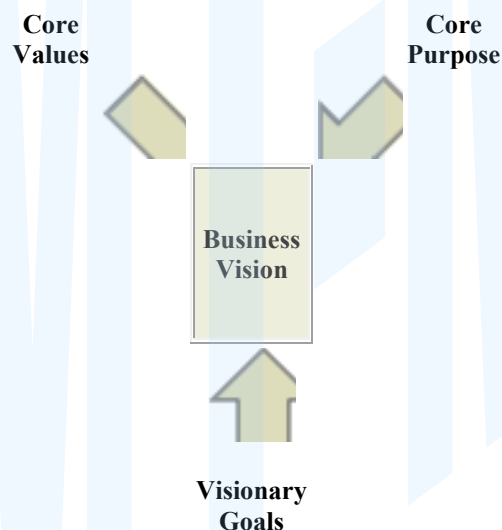 Core
Values
Core
Purpose
Business
Vision
Visionary
Goals